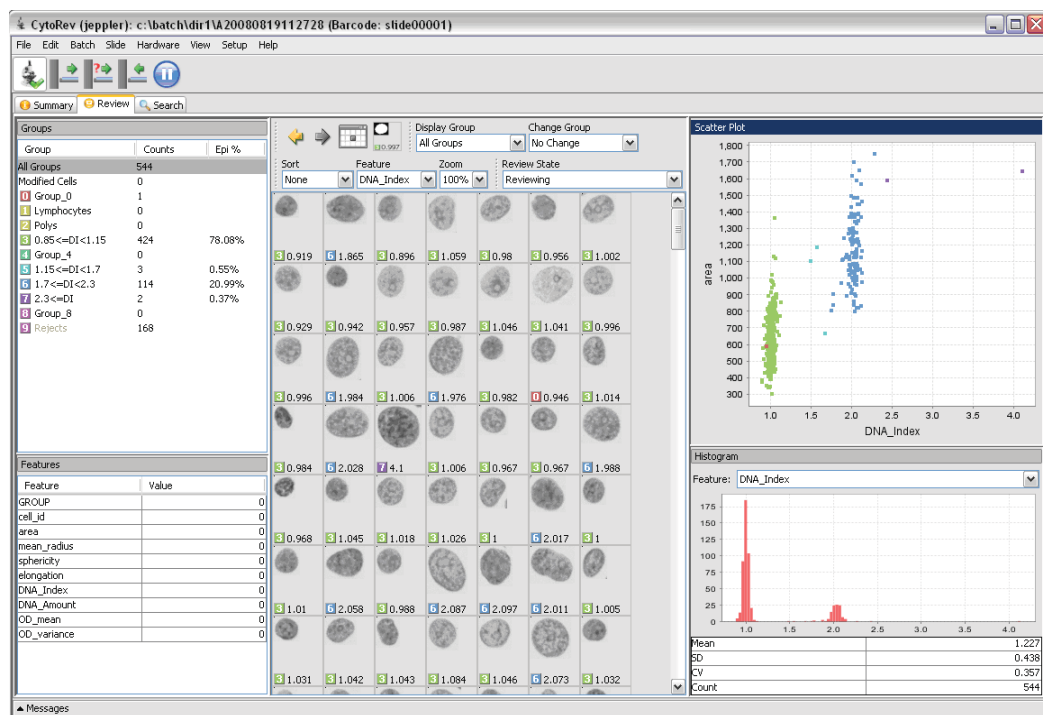 CytoRev (jeppler): c:\batch\dir1\A20080819112728 (Barcode: slide00001)
File Edit Batch Slide Hardware View Setup Help
Summary Review Search
Groups
Group Counts Epi %
All Groups 544
Modified Cells 0
0 Group_0 1
1 Lymphocytes 0
2 Polys 0
3 0.85<=DI<1.15 424 78.08%
4 Group_4 0
5 1.15<=DI<1.7 3 0.55%
6 1.7<=DI<2.3 114 20.99%
7 2.3<=DI 2 0.37%
8 Group_8 0
9 Rejects 168
Features
Feature Value
GROUP 0
cell_id 0
area 0
mean_radius 0
sphericity 0
elongation 0
DNA_Index 0
DNA_Amount 0
OD_mean 0
OD_variance 0
3 0.997
Display Group Change Group
All Groups No Change
Sort Feature Zoom Review State
None DNA_Index 100% Reviewing
3 0.919 6 1.865 3 0.896 3 1.059 3 0.98 3 0.956 3 1.002
3 0.929 3 0.942 3 0.957 3 0.987 3 1.046 3 1.041 3 0.996
3 0.996 6 1.984 3 1.006 6 1.976 3 0.982 0 0.946 3 1.014
3 0.984 6 2.028 7 4.1 3 1.006 3 0.967 3 0.967 6 1.988
3 0.968 3 1.045 3 1.018 3 1.026 3 1 6 2.017 3 1
3 1.01 6 2.058 3 0.988 6 2.087 6 2.097 6 2.011 3 1.005
3 1.031 3 1.042 3 1.043 3 1.084 3 1.046 6 2.073 3 1.032
Scatter Plot
1,800
1,700
1,600
1,500
1,400
1,300
1,200
1,100
1,000
900
800
700
600
500
400
300
area
1.0 1.5 2.0 2.5 3.0 3.5 4.0
DNA_Index
Histogram
Feature: DNA_Index
175
150
125
100
75
50
25
0
1.0 1.5 2.0 2.5 3.0 3.5 4.0
Mean 1.227
SD 0.438
CV 0.357
Count 544
Messages